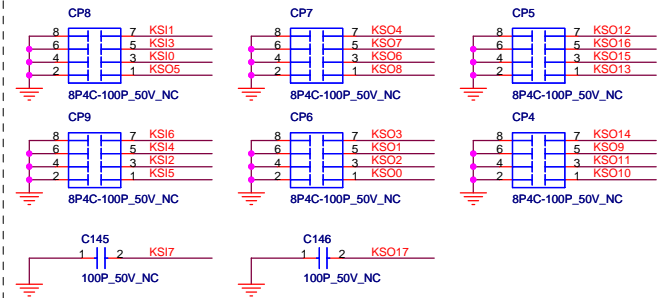 CP8 CP7 CP5
8 7 KSI1 8 7 KSO4 8 7 KSO12
6 5 KSI3 6 5 KSO7 6 5 KSO16
4 3 KSI0 4 3 KSO6 4 3 KSO15
2 1 KSO5 2 1 KSO8 2 1 KSO13
8P4C-100P_50V_NC 8P4C-100P_50V_NC 8P4C-100P_50V_NC
CP9 CP6 CP4
8 7 KSI6 8 7 KSO3 8 7 KSO14
6 5 KSI4 6 5 KSO1 6 5 KSO9
4 3 KSI2 4 3 KSO2 4 3 KSO11
2 1 KSI5 2 1 KSO0 2 1 KSO10
8P4C-100P_50V_NC 8P4C-100P_50V_NC 8P4C-100P_50V_NC
C145 C146
1 2 KSI7 1 2 KSO17
100P_50V_NC 100P_50V_NC